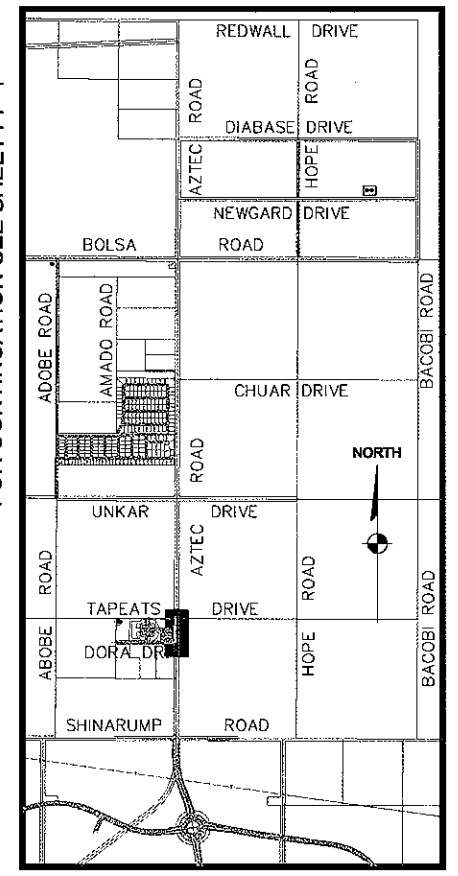 REDWALL DRIVE
ROAD
ROAD
DIABASE DRIVE
AZTEC
HOPE
NEWGARD DRIVE
BOLSA ROAD
ADOBE ROAD
AMADO ROAD
BACOBI ROAD
CHUAR DRIVE
ROAD
NORTH
UNKAR DRIVE
AZTEC
ROAD
ROAD
TAPEATS DRIVE
ABOBE
DORA DR
HOPE
BACOBI ROAD
SHINARUMP ROAD